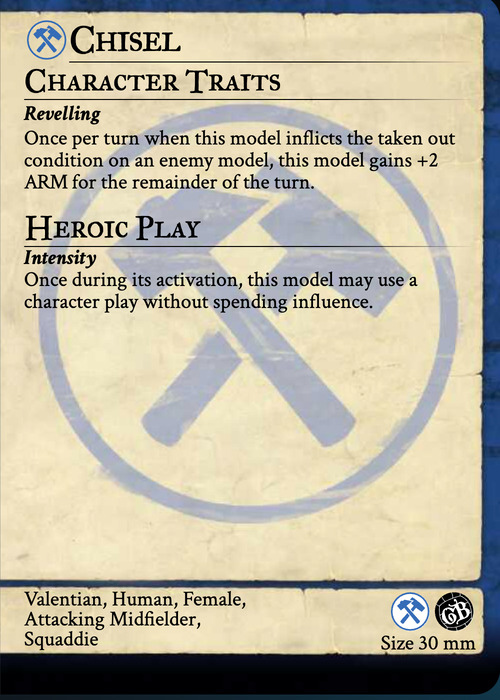 Chisel
Character Traits
Revelling
Once per turn when this model inflicts the taken out
condition on an enemy model, this model gains +2
ARM for the remainder of the turn.
Heroic Play
Intensity
Once during its activation, this model may use a
character play without spending influence.
Valentian, Human, Female,
Attacking Midfielder,
Squaddie
GB
Size 30 mm